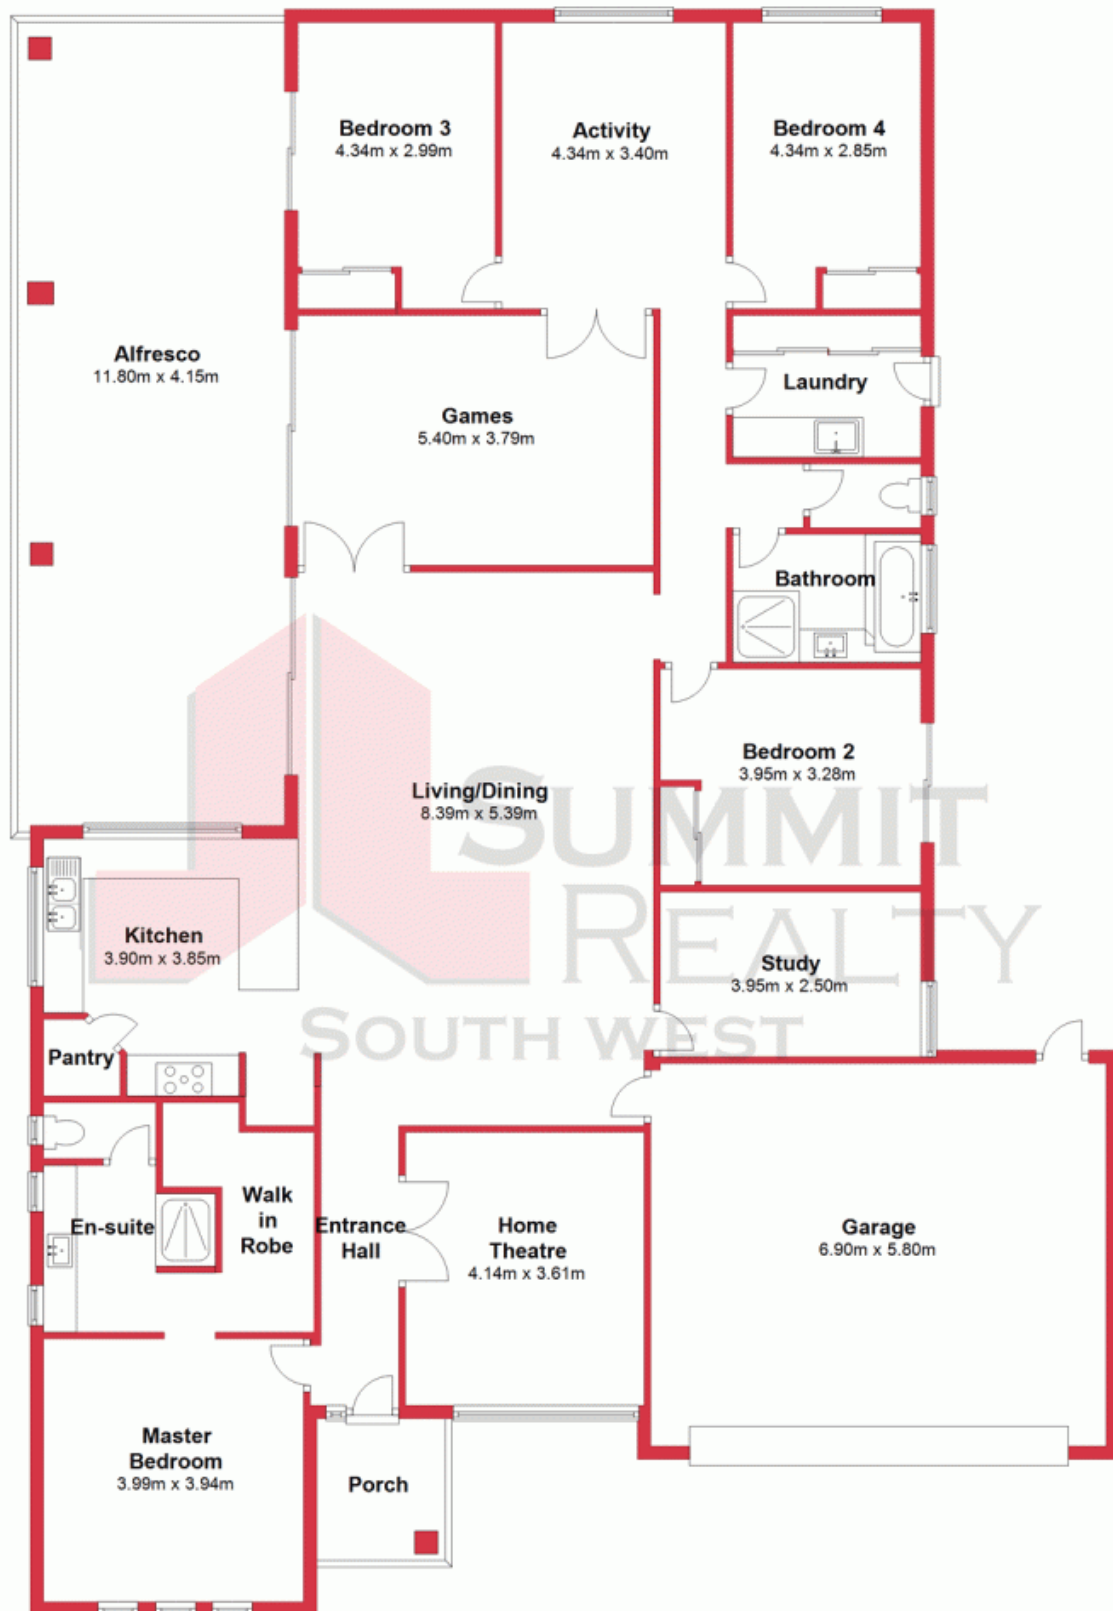 Bedroom 3
4.34m x 2.99m
Activity
4.34m x 3.40m
Bedroom 4
4.34m x 2.85m
Alfresco
11.80m x 4.15m
Games
5.40m x 3.79m
Laundry
Bathroom
Living/Dining
8.39m x 5.39m
Bedroom 2
3.95m x 3.28m
SUMMIT
REALTY
SOUTH WEST
Kitchen
3.90m x 3.85m
Study
3.95m x 2.50m
Pantry
En-suite
Walk
in
Robe
Entrance
Hall
Home
Theatre
4.14m x 3.61m
Garage
6.90m x 5.80m
Master
Bedroom
3.99m x 3.94m
Porch